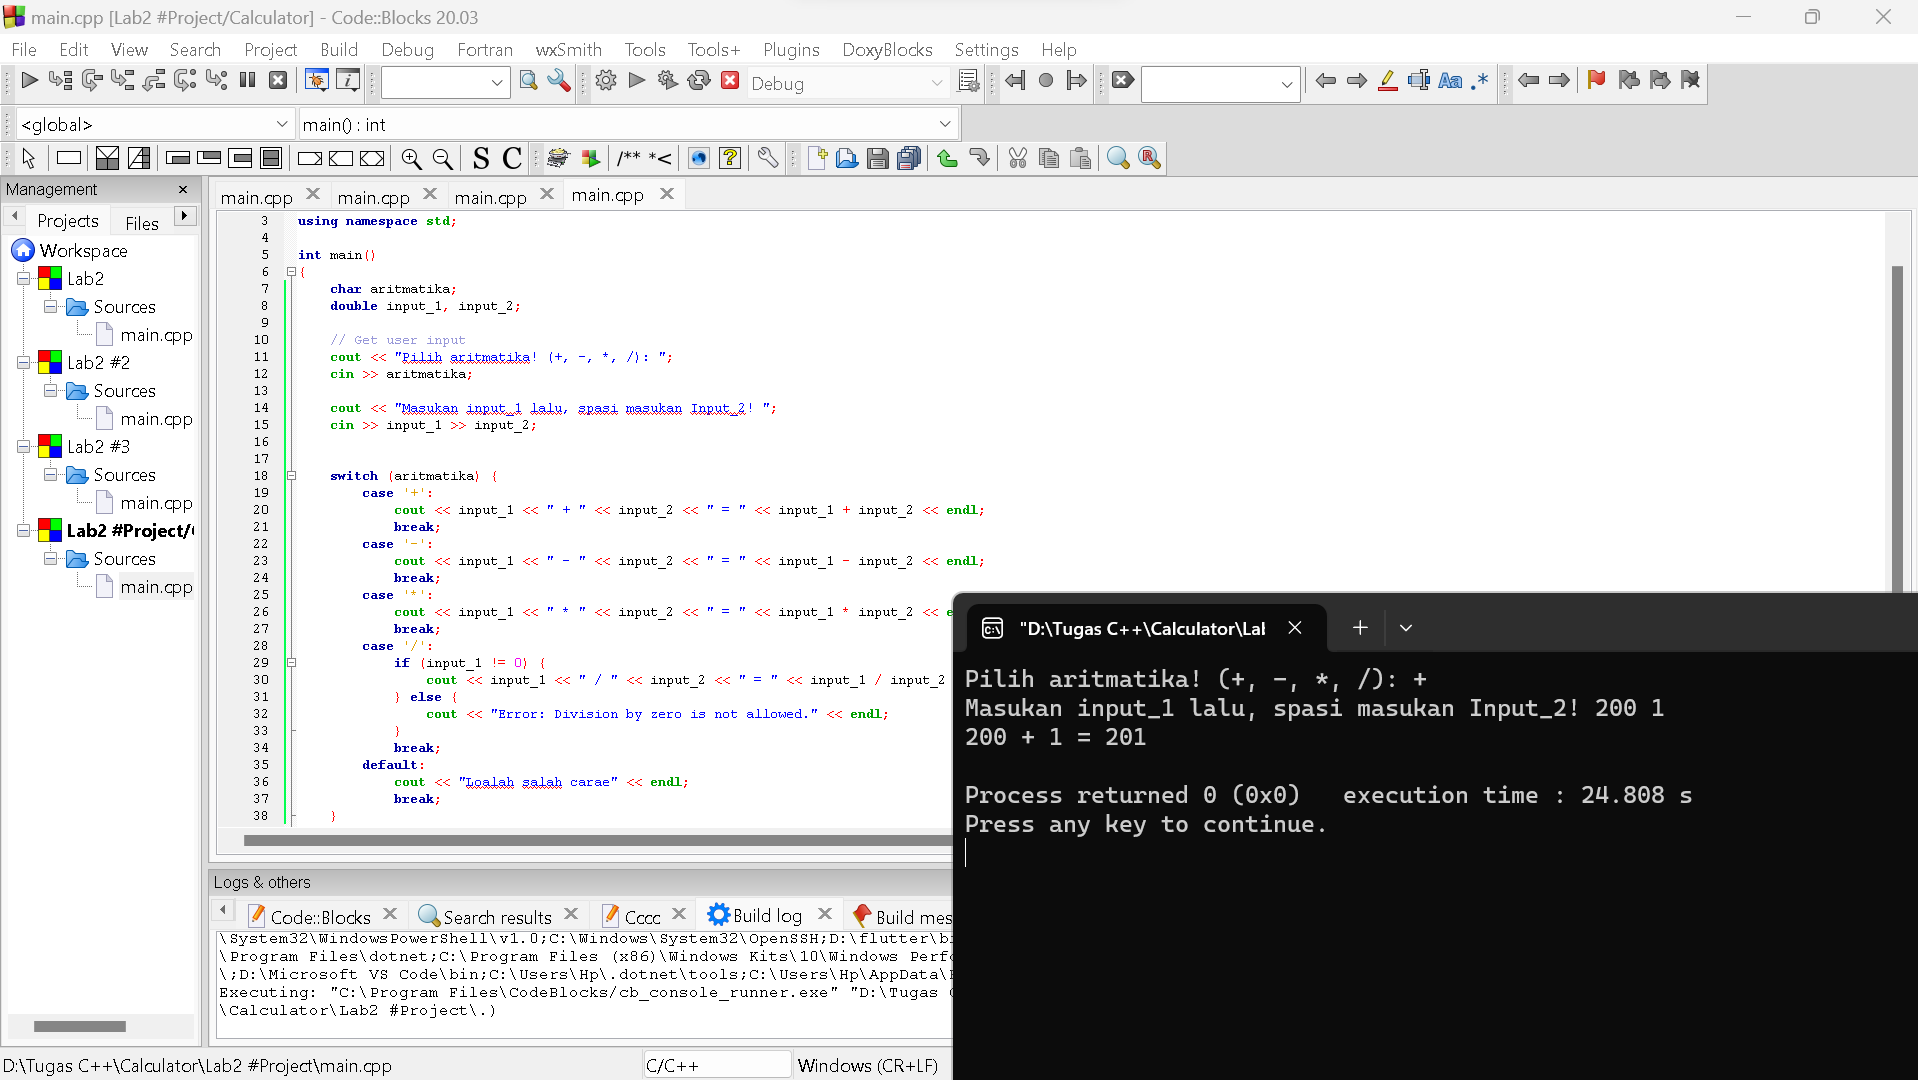 main.cpp [Lab2 #Project/Calculator] - Code::Blocks 20.03
File Edit View Search Project Build Debug Fortran wxSmith Tools Tools+ Plugins DoxyBlocks Settings Help
Debug
<global> main() : int
S C /** *<
Management
Projects Files
Workspace
Lab2
Sources
main.cpp
Lab2 #2
Sources
main.cpp
Lab2 #3
Sources
main.cpp
Lab2 #Project/
Sources
main.cpp
main.cpp main.cpp main.cpp main.cpp
3 using namespace std;
4
5 int main()
6 {
7 char aritmatika;
8 double input_1, input_2;
9
10 // Get user input
11 cout << "Pilih aritmatika! (+, -, *, /): ";
12 cin >> aritmatika;
13
14 cout << "Masukan input_1 lalu, spasi masukan Input_2! ";
15 cin >> input_1 >> input_2;
16
17
18 switch (aritmatika) {
19 case '+':
20 cout << input_1 << " + " << input_2 << " = " << input_1 + input_2 << endl;
21 break;
22 case '-':
23 cout << input_1 << " - " << input_2 << " = " << input_1 - input_2 << endl;
24 break;
25 case '*':
26 cout << input_1 << " * " << input_2 << " = " << input_1 * input_2 << e
27 break;
28 case '/':
29 if (input_1 != 0) {
30 cout << input_1 << " / " << input_2 << " = " << input_1 / input_2
31 } else {
32 cout << "Error: Division by zero is not allowed." << endl;
33 }
34 break;
35 default:
36 cout << "Loalah salah carae" << endl;
37 break;
38 }
Logs & others
Code::Blocks Search results Cccc Build log Build mes
\System32\WindowsPowerShell\v1.0;C:\Windows\System32\OpenSSH;D:\flutter\bi
\Program Files\dotnet;C:\Program Files (x86)\Windows Kits\10\Windows Perfo
\;D:\Microsoft VS Code\bin;C:\Users\Hp\.dotnet\tools;C:\Users\Hp\AppData\
Executing: "C:\Program Files\CodeBlocks/cb_console_runner.exe" "D:\Tugas
\Calculator\Lab2 #Project\.)
D:\Tugas C++\Calculator\Lab2 #Project\main.cpp C/C++ Windows (CR+LF)
"D:\Tugas C++\Calculator\Lab
Pilih aritmatika! (+, -, *, /): +
Masukan input_1 lalu, spasi masukan Input_2! 200 1
200 + 1 = 201
Process returned 0 (0x0) execution time : 24.808 s
Press any key to continue.